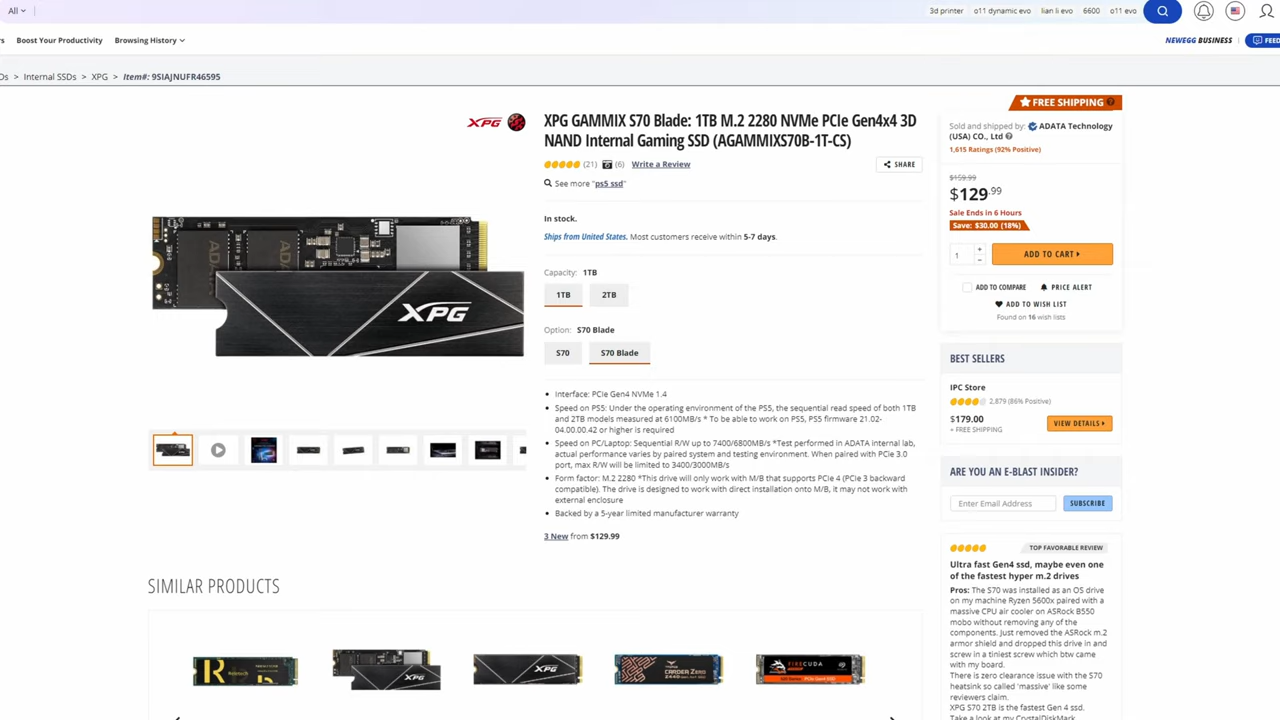 All
3d printer
o11 dynamic evo
lian li evo
6600
o11 evo
rs
Boost Your Productivity
Browsing History
NEWEGG BUSINESS
FEED
Ds > Internal SSDs > XPG > Item#: 9SIAJNUFR46595
XPG
XPG GAMMIX S70 Blade: 1TB M.2 2280 NVMe PCIe Gen4x4 3D
NAND Internal Gaming SSD (AGAMMIXS70B-1T-CS)
(21)
(6)
Write a Review
SHARE
See more "ps5 ssd"
In stock.
Ships from United States. Most customers receive within 5-7 days.
Capacity: 1TB
1TB
2TB
Option: S70 Blade
S70
S70 Blade
• Interface: PCIe Gen4 NVMe 1.4
• Speed on PS5: Under the operating environment of the PS5, the sequential read speed of both 1TB
and 2TB models measured at 6100MB/s * To be able to work on PS5, PS5 firmware 21.02-
04.00.00.42 or higher is required
• Speed on PC/Laptop: Sequential R/W up to 7400/6800MB/s *Test performed in ADATA internal lab,
actual performance varies by paired system and testing environment. When paired with PCIe 3.0
port, max R/W will be limited to 3400/3000MB/s
• Form factor: M.2 2280 *This drive will only work with M/B that supports PCIe 4 (PCIe 3 backward
compatible). The drive is designed to work with direct installation onto M/B, it may not work with
external enclosure
• Backed by a 5-year limited manufacturer warranty
3 New from $129.99
XPG
FREE SHIPPING
Sold and shipped by: ADATA Technology
(USA) CO., Ltd
1,615 Ratings (92% Positive)
$159.99
$129.99
Sale Ends in 6 Hours
Save: $30.00 (18%)
1
+
−
ADD TO CART
ADD TO COMPARE
PRICE ALERT
ADD TO WISH LIST
Found on 16 wish lists
BEST SELLERS
IPC Store
2,879 (86% Positive)
$179.00
+ FREE SHIPPING
VIEW DETAILS
ARE YOU AN E-BLAST INSIDER?
Enter Email Address
SUBSCRIBE
TOP FAVORABLE REVIEW
Ultra fast Gen4 ssd, maybe even one
of the fastest hyper m.2 drives
Pros: The S70 was installed as an OS drive
on my machine Ryzen 5600x paired with a
massive CPU air cooler on ASRock B550
mobo without removing any of the
components. Just removed the ASRock m.2
armor shield and dropped this drive in and
screw in a tiniest screw which btw came
with my board.
There is zero clearance issue with the S70
heatsink so called 'massive' like some
reviewers claim.
XPG S70 2TB is the fastest Gen 4 ssd.
Take a look at my CrystalDiskMark
SIMILAR PRODUCTS
R
XPG
XPG
CARDEA ZERO
FIRECUDA